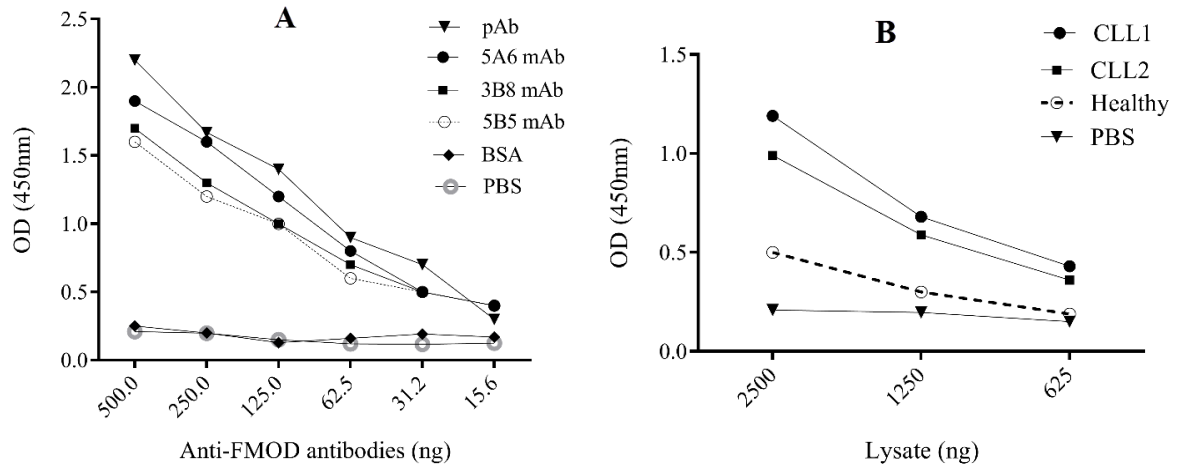 A
2.5
2.0
1.5
1.0
0.5
0.0
OD (450nm)
500.0
250.0
125.0
62.5
31.2
15.6
Anti-FMOD antibodies (ng)
pAb
5A6 mAb
3B8 mAb
5B5 mAb
BSA
PBS
B
1.5
1.0
0.5
0.0
OD (450nm)
2500
1250
625
Lysate (ng)
CLL1
CLL2
Healthy
PBS